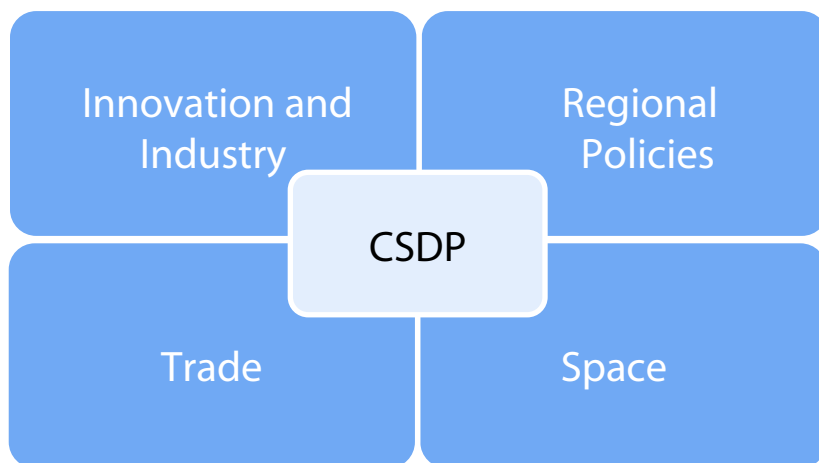 Innovation and
Industry
Regional
Policies
CSDP
Trade
Space